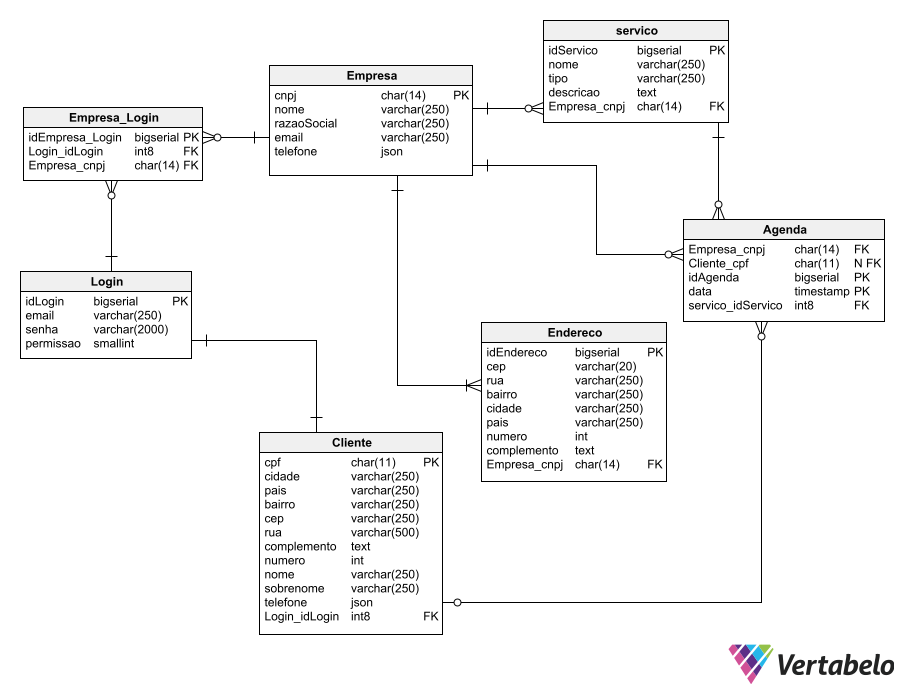 servico
idServico bigserial PK
nome varchar(250)
tipo varchar(250)
descricao text
Empresa_cnpj char(14) FK
Empresa
cnpj char(14) PK
nome varchar(250)
razaoSocial varchar(250)
email varchar(250)
telefone json
Empresa_Login
idEmpresa_Login bigserial PK
Login_idLogin int8 FK
Empresa_cnpj char(14) FK
Agenda
Empresa_cnpj char(14) FK
Cliente_cpf char(11) N FK
idAgenda bigserial PK
data timestamp PK
servico_idServico int8 FK
Login
idLogin bigserial PK
email varchar(250)
senha varchar(2000)
permissao smallint
Endereco
idEndereco bigserial PK
cep varchar(20)
rua varchar(250)
bairro varchar(250)
cidade varchar(250)
pais varchar(250)
numero int
complemento text
Empresa_cnpj char(14) FK
Cliente
cpf char(11) PK
cidade varchar(250)
pais varchar(250)
bairro varchar(250)
cep varchar(250)
rua varchar(500)
complemento text
numero int
nome varchar(250)
sobrenome varchar(250)
telefone json
Login_idLogin int8 FK
Vertabelo